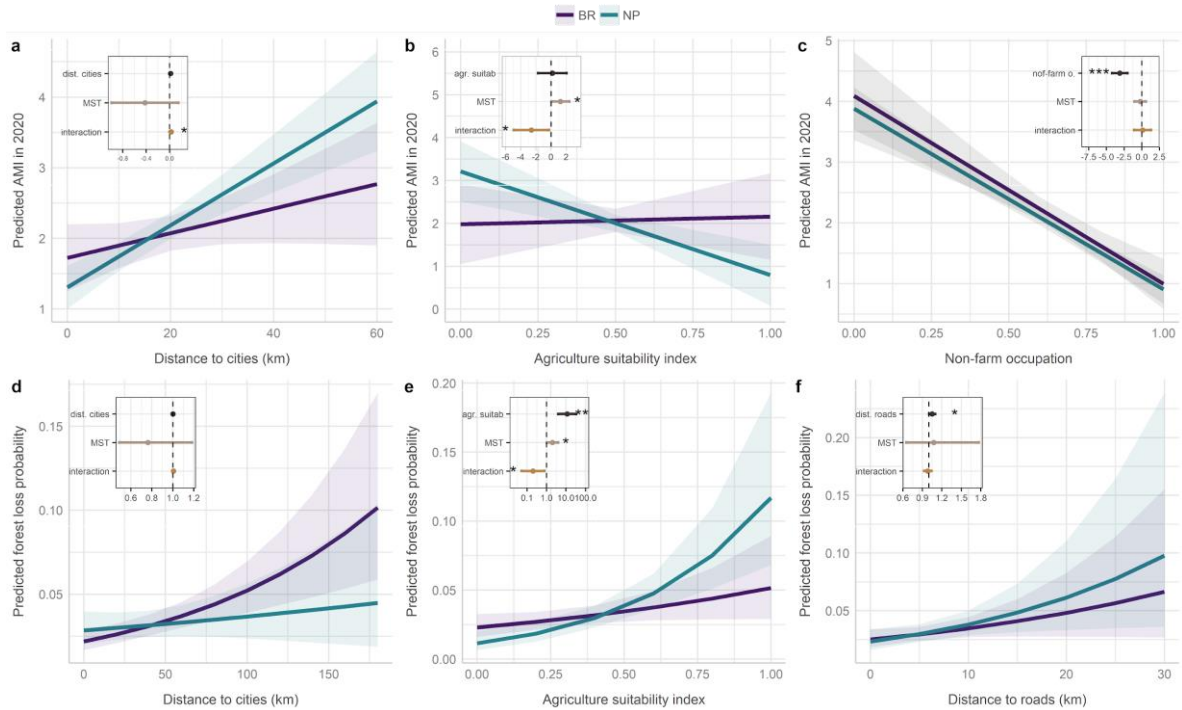 BR NP
a
dist. cities
MST
interaction
*
-0.8 -0.4 0.0
Predicted AMI in 2020
4
3
2
1
0 20 40 60
Distance to cities (km)
b
agr. suitab
MST
interaction
*
*
-6 -2 0 2
Predicted AMI in 2020
6
5
4
3
2
1
0
0.00 0.25 0.50 0.75 1.00
Agriculture suitability index
c
nof-farm o.
MST
interaction
***
-7.5 -5.0 -2.5 0.0 2.5
Predicted AMI in 2020
5
4
3
2
1
0.00 0.25 0.50 0.75 1.00
Non-farm occupation
d
dist. cities
MST
interaction
0.6 0.8 1.0 1.2
Predicted forest loss probability
0.15
0.10
0.05
0 50 100 150
Distance to cities (km)
e
agr. suitab
MST
interaction
**
*
*
0.1 1.0 10.0 100.0
Predicted forest loss probability
0.20
0.15
0.10
0.05
0.00
0.00 0.25 0.50 0.75 1.00
Agriculture suitability index
f
dist. roads
MST
interaction
*
0.6 0.9 1.2 1.5 1.8
Predicted forest loss probability
0.20
0.15
0.10
0.05
0 10 20 30
Distance to roads (km)